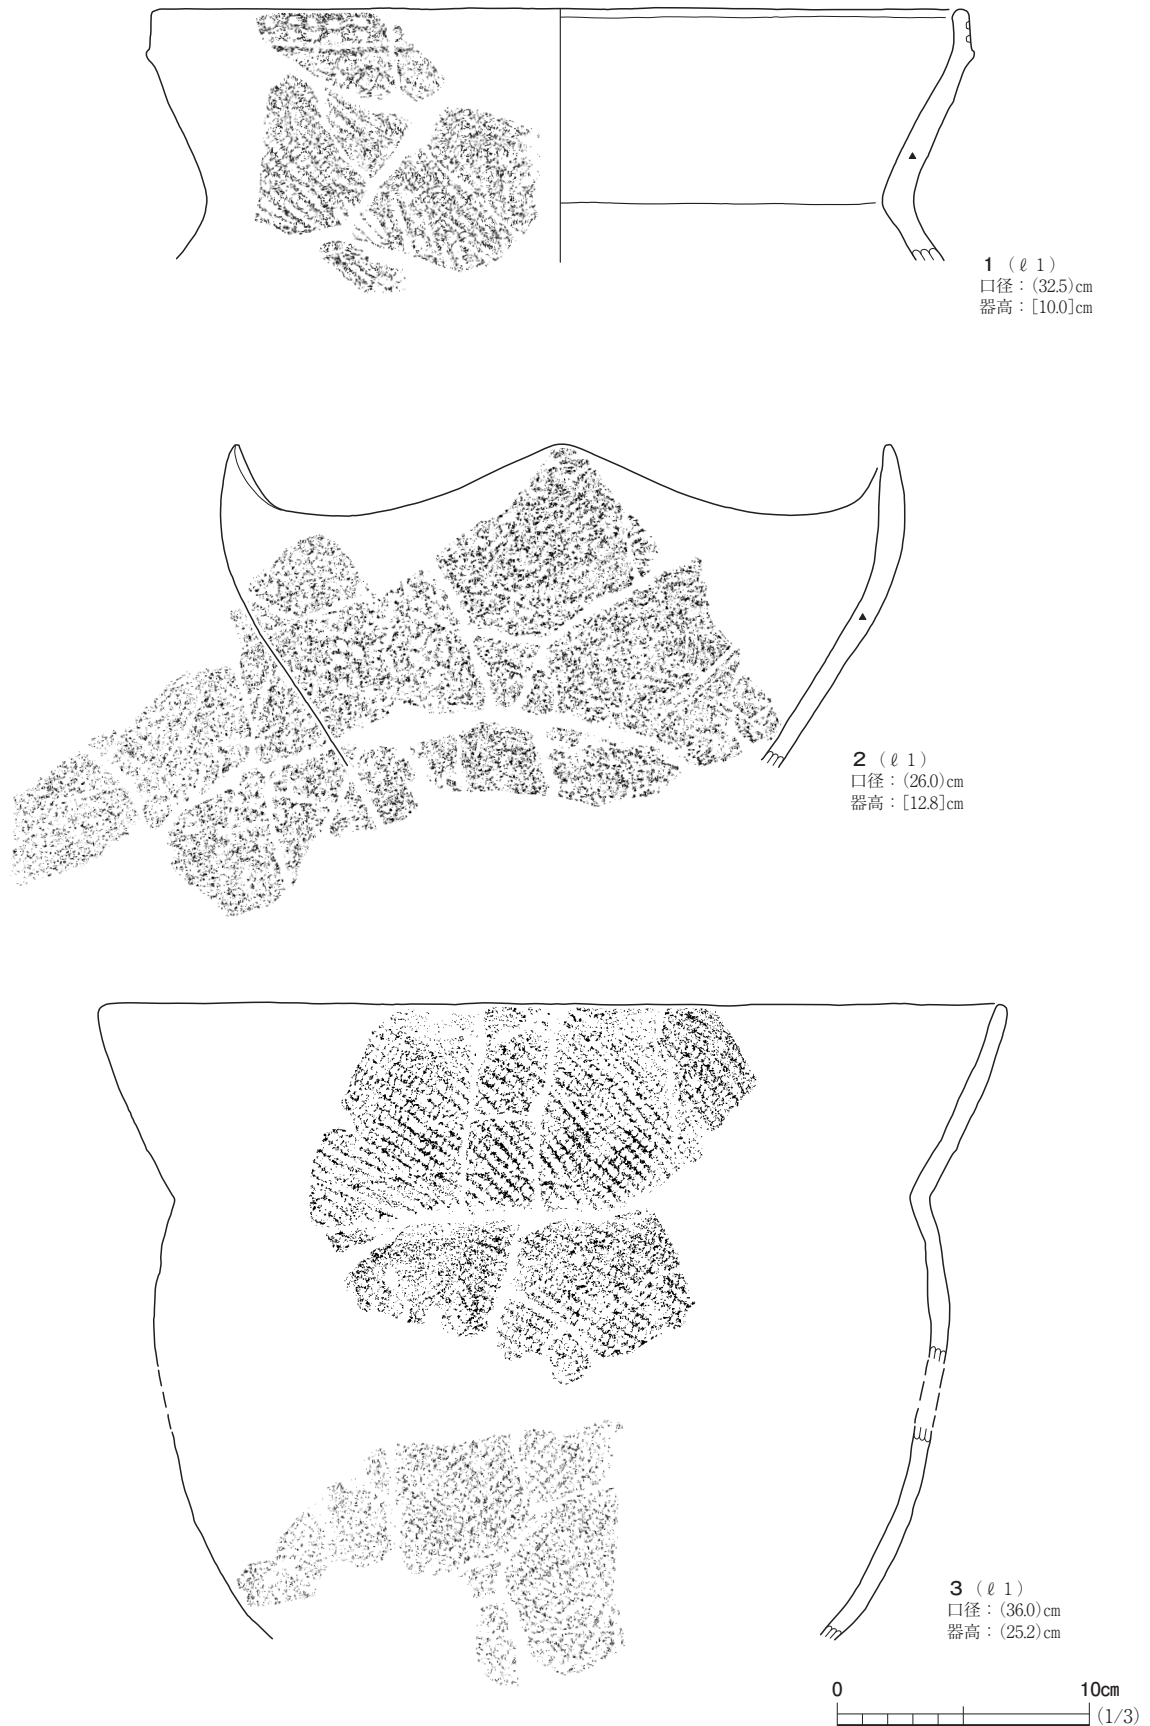 1 （ℓ 1）
口径：(32.5)㎝
器高：[10.0]㎝
2 （ℓ 1）
口径：(26.0)㎝
器高：[12.8]㎝
3 （ℓ 1）
口径：(36.0)㎝
器高：(25.2)㎝
0 10㎝
(1/3)